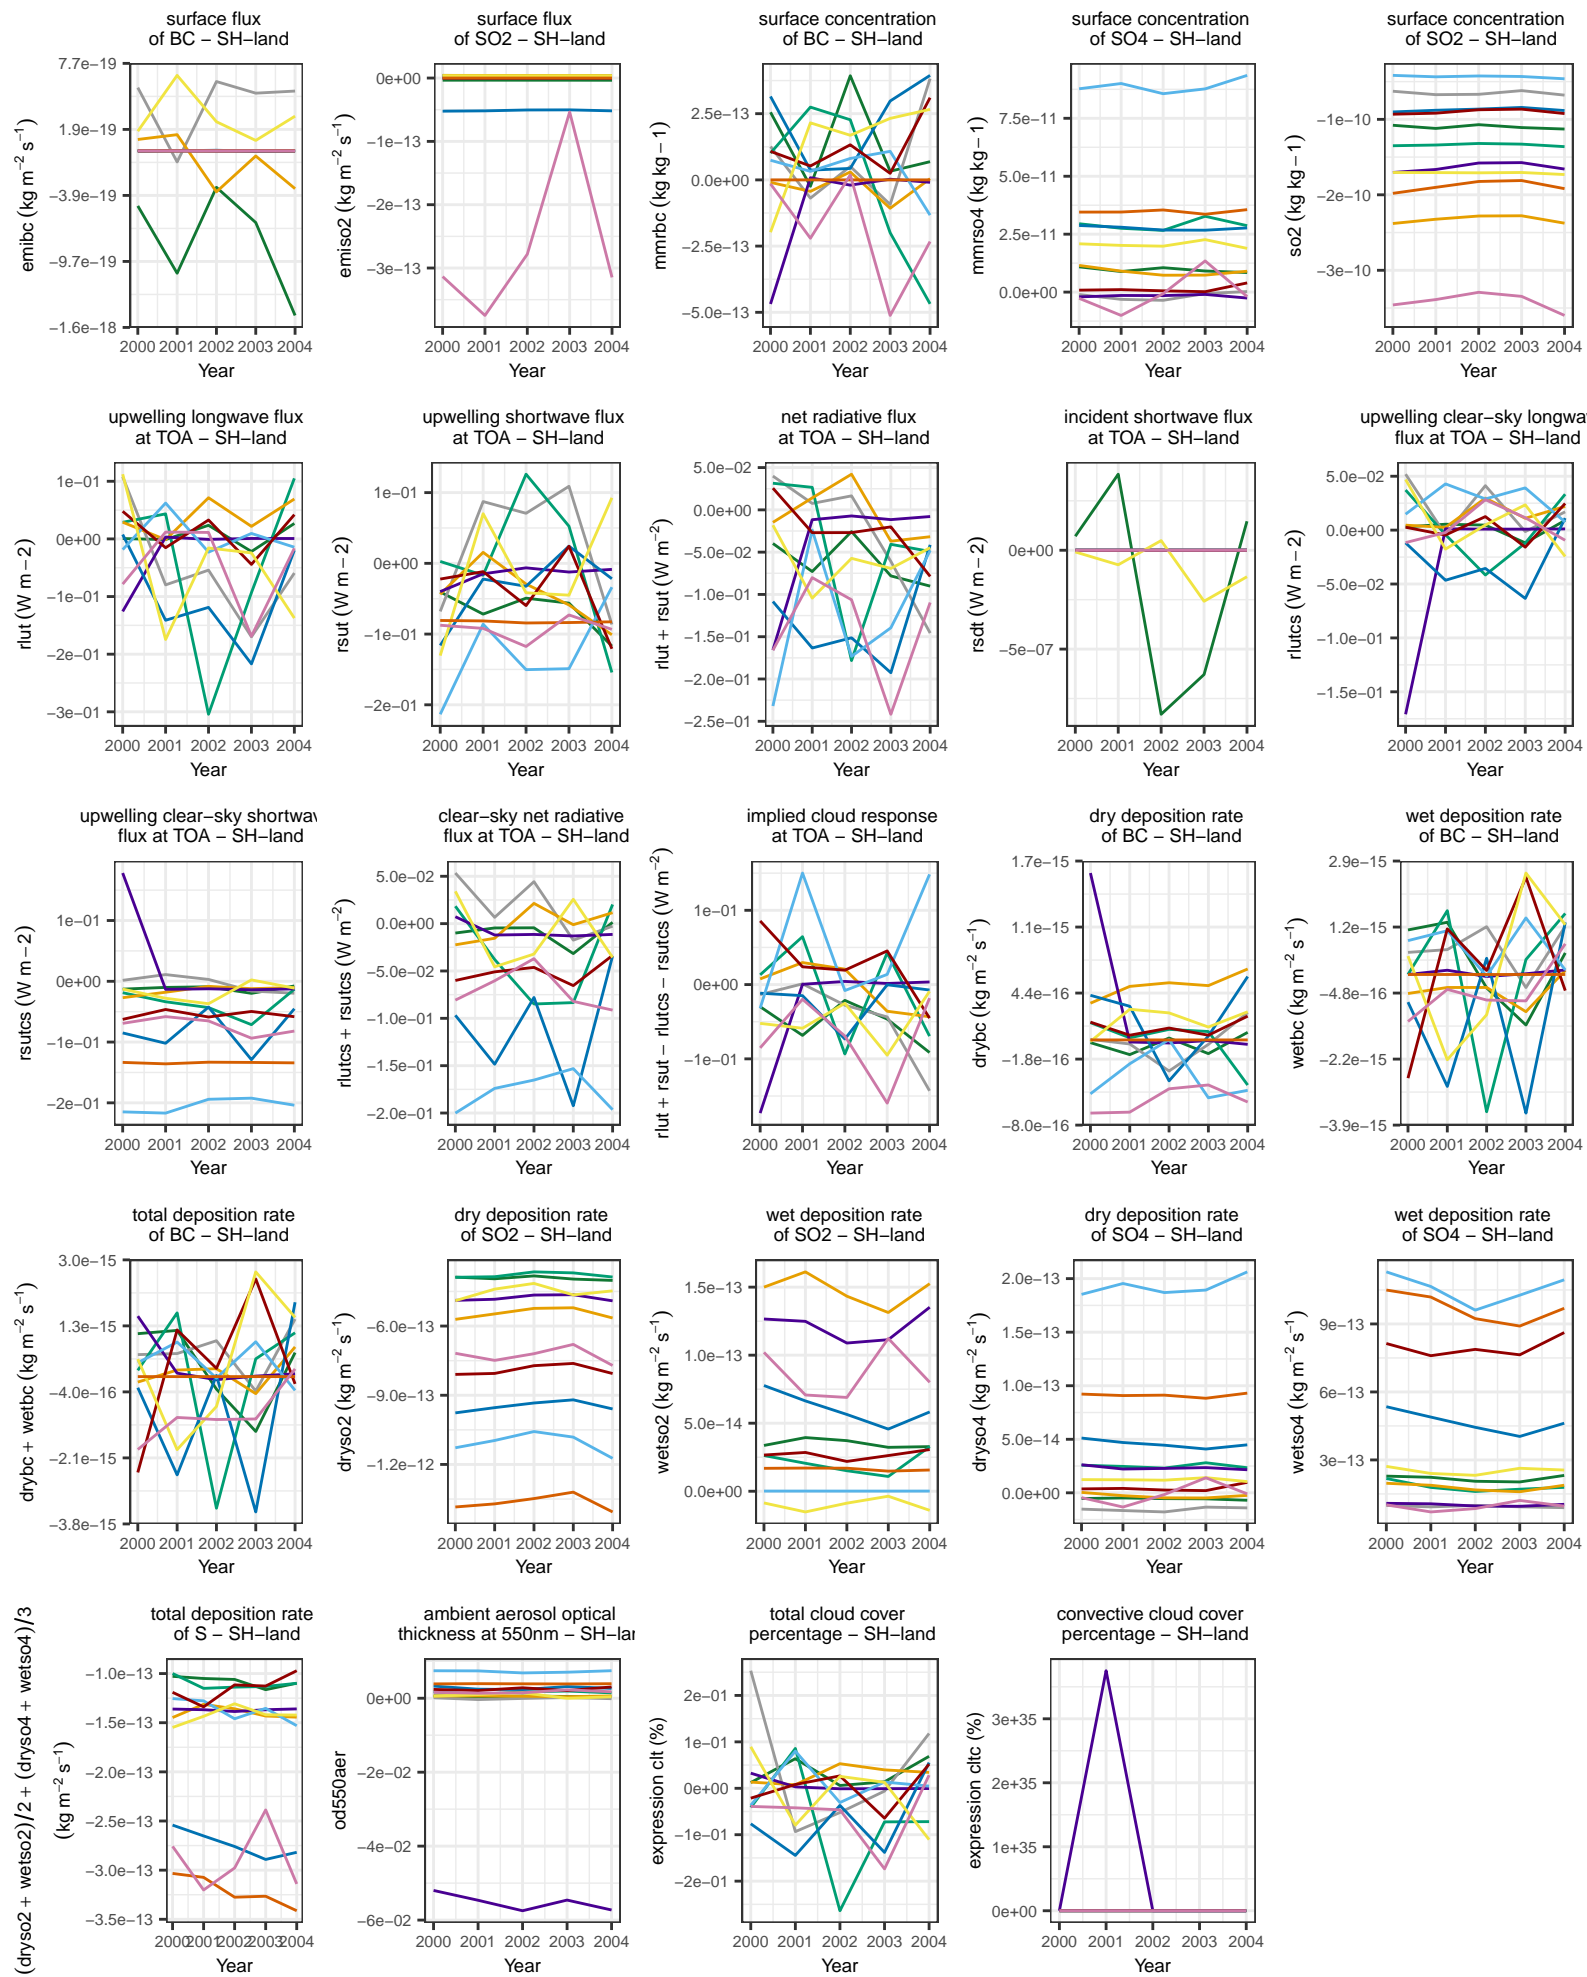 surface flux
of BC − SH−land
emibc (kg m−2 s−1)
7.7e−19
1.9e−19
−3.9e−19
−9.7e−19
−1.6e−18
2000 2001 2002 2003 2004
Year
surface flux
of SO2 − SH−land
emiso2 (kg m−2 s−1)
0e+00
−1e−13
−2e−13
−3e−13
2000 2001 2002 2003 2004
Year
surface concentration
of BC − SH−land
mmrbc (kg kg − 1)
2.5e−13
0.0e+00
−2.5e−13
−5.0e−13
2000 2001 2002 2003 2004
Year
surface concentration
of SO4 − SH−land
mmrso4 (kg kg − 1)
7.5e−11
5.0e−11
2.5e−11
0.0e+00
2000 2001 2002 2003 2004
Year
surface concentration
of SO2 − SH−land
so2 (kg kg − 1)
−1e−10
−2e−10
−3e−10
2000 2001 2002 2003 2004
Year
upwelling longwave flux
at TOA − SH−land
rlut (W m − 2)
1e−01
0e+00
−1e−01
−2e−01
−3e−01
2000 2001 2002 2003 2004
Year
upwelling shortwave flux
at TOA − SH−land
rsut (W m − 2)
1e−01
0e+00
−1e−01
−2e−01
2000 2001 2002 2003 2004
Year
net radiative flux
at TOA − SH−land
rlut + rsut (W m−2)
5.0e−02
0.0e+00
−5.0e−02
−1.0e−01
−1.5e−01
−2.0e−01
−2.5e−01
2000 2001 2002 2003 2004
Year
incident shortwave flux
at TOA − SH−land
rsdt (W m − 2)
0e+00
−5e−07
2000 2001 2002 2003 2004
Year
upwelling clear−sky longwa
flux at TOA − SH−land
rlutcs (W m − 2)
5.0e−02
0.0e+00
−5.0e−02
−1.0e−01
−1.5e−01
2000 2001 2002 2003 2004
Year
upwelling clear−sky shortwav
flux at TOA − SH−land
rsutcs (W m − 2)
1e−01
0e+00
−1e−01
−2e−01
2000 2001 2002 2003 2004
Year
clear−sky net radiative
flux at TOA − SH−land
rlutcs + rsutcs (W m−2)
5.0e−02
0.0e+00
−5.0e−02
−1.0e−01
−1.5e−01
−2.0e−01
2000 2001 2002 2003 2004
Year
implied cloud response
at TOA − SH−land
rlut + rsut − rlutcs − rsutcs (W m−2)
1e−01
0e+00
−1e−01
2000 2001 2002 2003 2004
Year
dry deposition rate
of BC − SH−land
drybc (kg m−2 s−1)
1.7e−15
1.1e−15
4.4e−16
−1.8e−16
−8.0e−16
2000 2001 2002 2003 2004
Year
wet deposition rate
of BC − SH−land
wetbc (kg m−2 s−1)
2.9e−15
1.2e−15
−4.8e−16
−2.2e−15
−3.9e−15
2000 2001 2002 2003 2004
Year
total deposition rate
of BC − SH−land
drybc + wetbc (kg m−2 s−1)
3.0e−15
1.3e−15
−4.0e−16
−2.1e−15
−3.8e−15
2000 2001 2002 2003 2004
Year
dry deposition rate
of SO2 − SH−land
dryso2 (kg m−2 s−1)
−6.0e−13
−9.0e−13
−1.2e−12
2000 2001 2002 2003 2004
Year
wet deposition rate
of SO2 − SH−land
wetso2 (kg m−2 s−1)
1.5e−13
1.0e−13
5.0e−14
0.0e+00
2000 2001 2002 2003 2004
Year
dry deposition rate
of SO4 − SH−land
dryso4 (kg m−2 s−1)
2.0e−13
1.5e−13
1.0e−13
5.0e−14
0.0e+00
2000 2001 2002 2003 2004
Year
wet deposition rate
of SO4 − SH−land
wetso4 (kg m−2 s−1)
9e−13
6e−13
3e−13
2000 2001 2002 2003 2004
Year
total deposition rate
of S − SH−land
(dryso2 + wetso2)/2 + (dryso4 + wetso4)/3
(kg m−2 s−1)
−1.0e−13
−1.5e−13
−2.0e−13
−2.5e−13
−3.0e−13
−3.5e−13
2000 2001 2002 2003 2004
Year
ambient aerosol optical
thickness at 550nm − SH−lar
od550aer
0e+00
−2e−02
−4e−02
−6e−02
2000 2001 2002 2003 2004
Year
total cloud cover
percentage − SH−land
expression clt (%)
2e−01
1e−01
0e+00
−1e−01
−2e−01
2000 2001 2002 2003 2004
Year
convective cloud cover
percentage − SH−land
expression cltc (%)
3e+35
2e+35
1e+35
0e+00
2000 2001 2002 2003 2004
Year